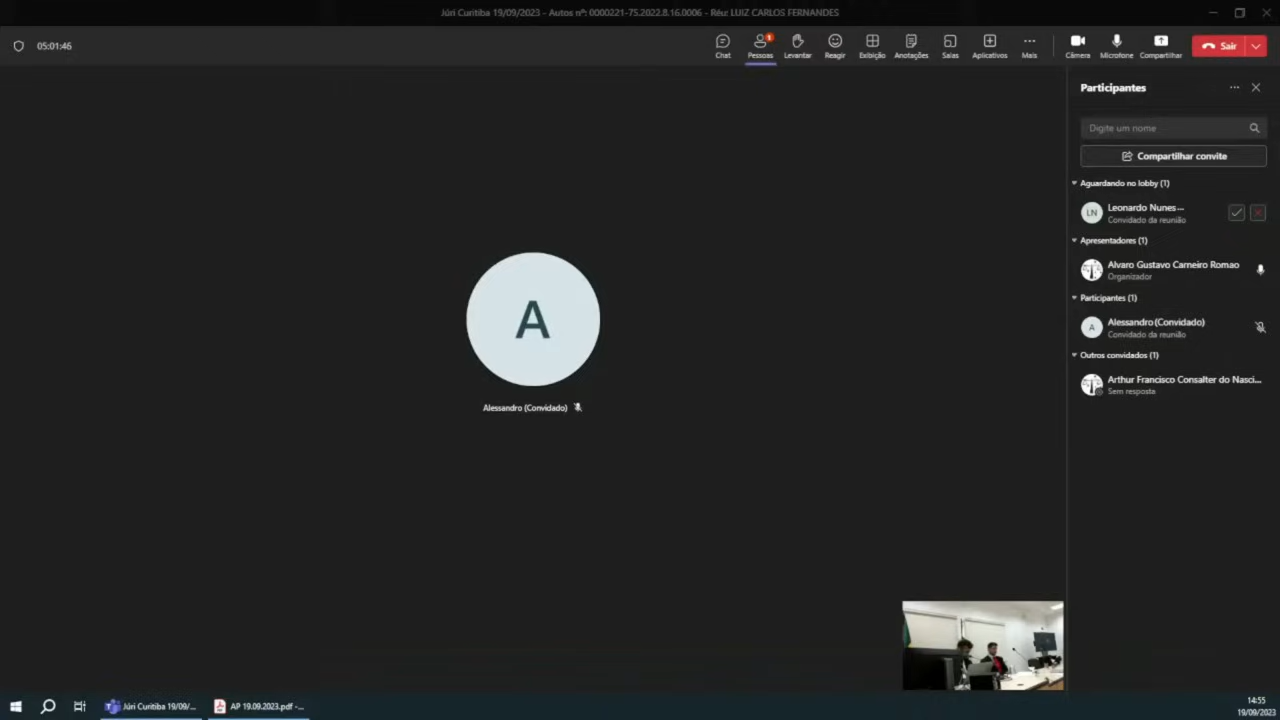 Júri Curitiba 19/09/2023 - Autos nº: 0000221-75.2022.8.16.0006 - Réu: LUIZ CARLOS FERNANDES
05:01:46
1
Chat Pessoas Levantar Reagir Exibição Anotações Salas Aplicativos Mais Câmera Microfone Compartilhar Sair
Participantes
Digite um nome
Compartilhar convite
Aguardando no lobby (1)
LN Leonardo Nunes...
Convidado da reunião
Apresentadores (1)
Alvaro Gustavo Carneiro Romao
Organizador
Participantes (1)
A Alessandro (Convidado)
Convidado da reunião
Outros convidados (1)
Arthur Francisco Consalter do Nasci...
Sem resposta
A
Alessandro (Convidado)
Júri Curitiba 19/09/... AP 19.09.2023.pdf -...
14:55
19/09/2023